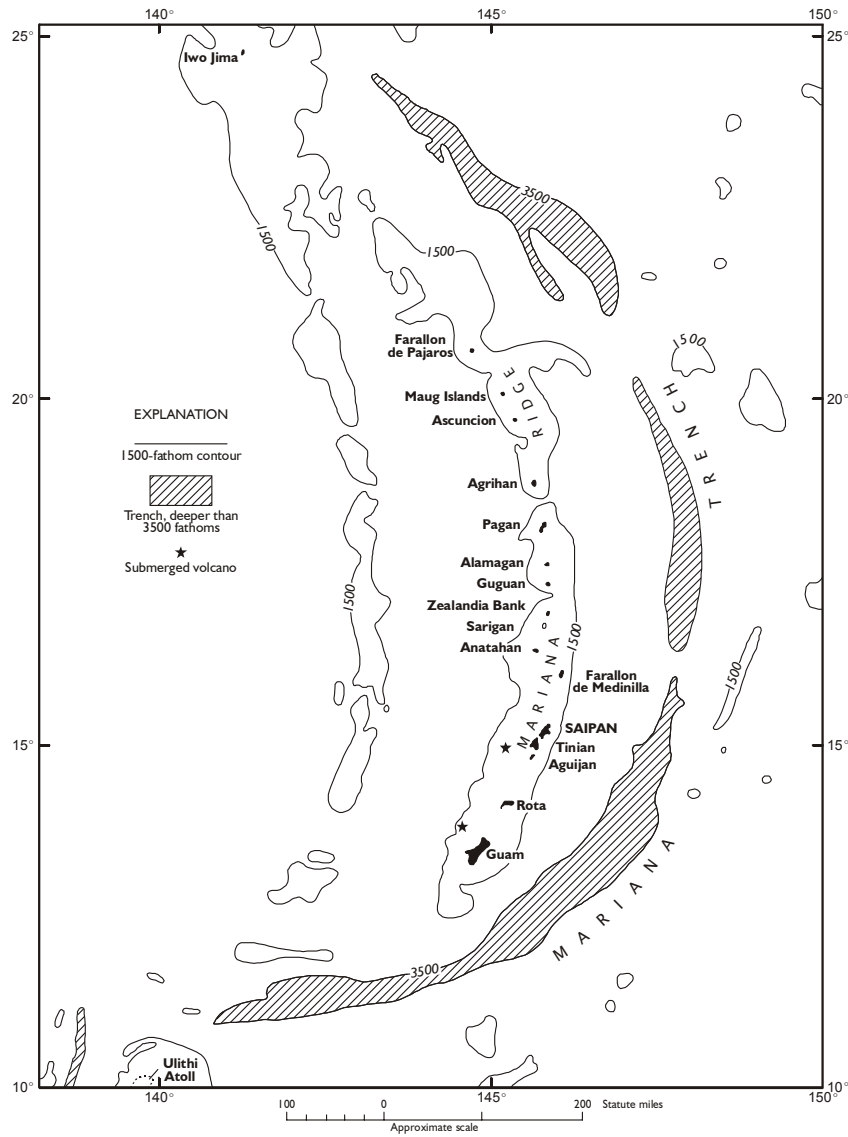 140°
145°
150°
25°
25°
Iwo Jima
3500
1500
1500
Farallon
de Pajaros
1500
RIDGE
TRENCH
20°
20°
Maug Islands
Ascuncion
EXPLANATION
1500-fathom contour
Trench, deeper than
3500 fathoms
Submerged volcano
Agrihan
Pagan
Alamagan
Guguan
Zealandia Bank
Sarigan
Anatahan
1500
1500
1500
MARIANA
Farallon
de Medinilla
SAIPAN
15°
15°
Tinian
Aguijan
Rota
Guam
MARIANA
3500
Ulithi
Atoll
10°
10°
140°
145°
150°
100
0
200
Statute miles
Approximate scale